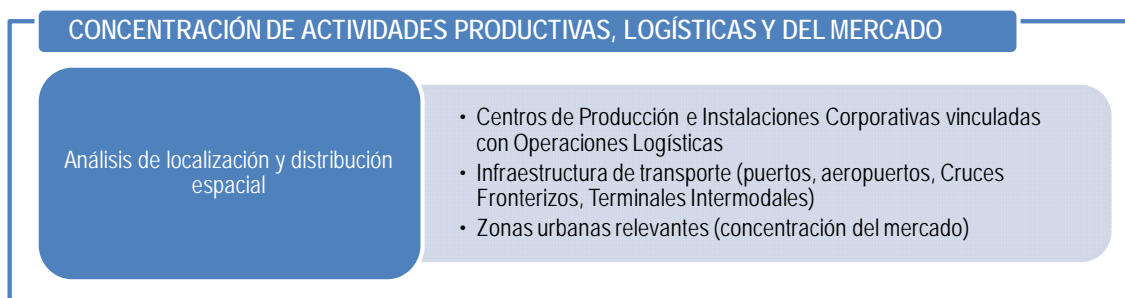 CONCENTRACIÓN DE ACTIVIDADES PRODUCTIVAS, LOGÍSTICAS Y DEL MERCADO
Análisis de localización y distribución
espacial
• Centros de Producción e Instalaciones Corporativas vinculadas
con Operaciones Logísticas
• Infraestructura de transporte (puertos, aeropuertos, Cruces
Fronterizos, Terminales Intermodales)
• Zonas urbanas relevantes (concentración del mercado)